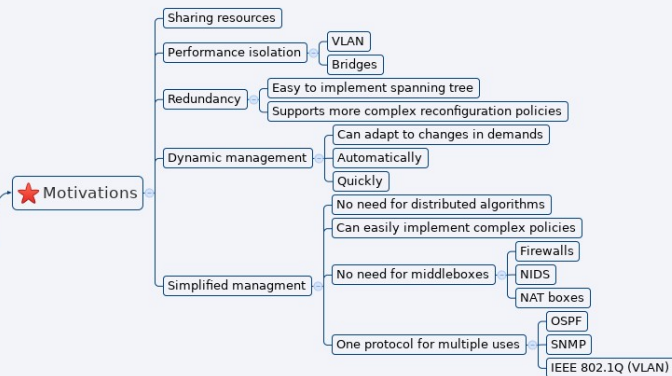 Sharing resources
Performance isolation
VLAN
Bridges
Redundancy
Easy to implement spanning tree
Supports more complex reconfiguration policies
Dynamic management
Can adapt to changes in demands
Automatically
Quickly
Motivations
Simplified managment
No need for distributed algorithms
Can easily implement complex policies
No need for middleboxes
Firewalls
NIDS
NAT boxes
One protocol for multiple uses
OSPF
SNMP
IEEE 802.1Q (VLAN)